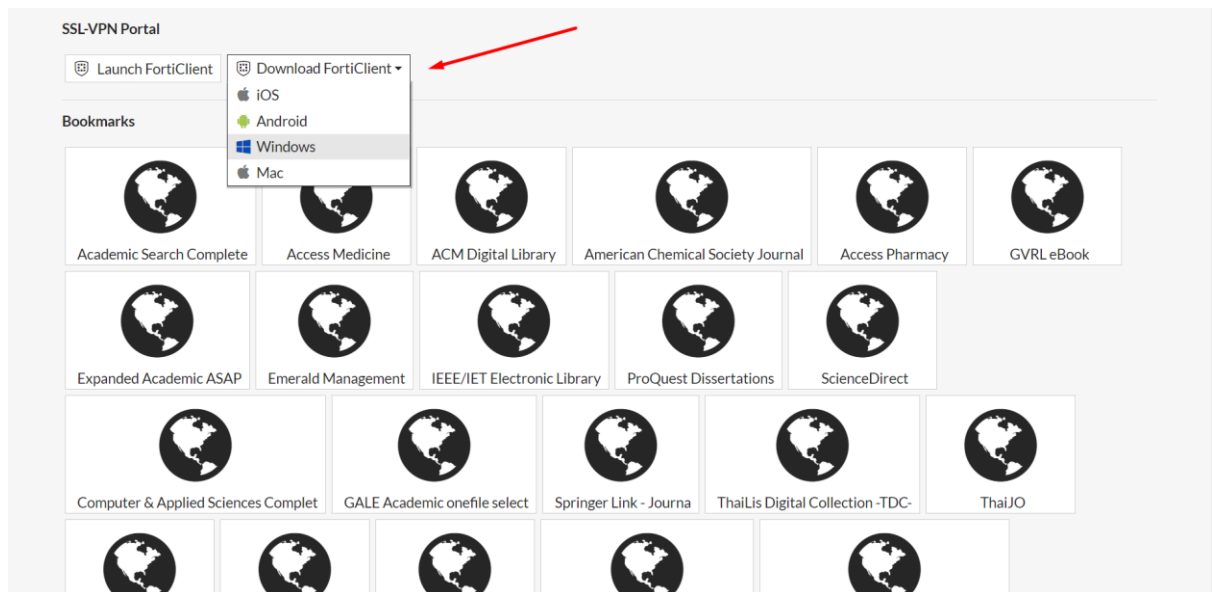 SSL-VPN Portal
Launch FortiClient
Download FortiClient
iOS
Android
Windows
Mac
Bookmarks
Academic Search Complete
Access Medicine
ACM Digital Library
American Chemical Society Journal
Access Pharmacy
GVRL eBook
Expanded Academic ASAP
Emerald Management
IEEE/IET Electronic Library
ProQuest Dissertations
ScienceDirect
Computer & Applied Sciences Complet
GALE Academic onefile select
Springer Link - Journa
ThaiLis Digital Collection -TDC-
ThaiJO